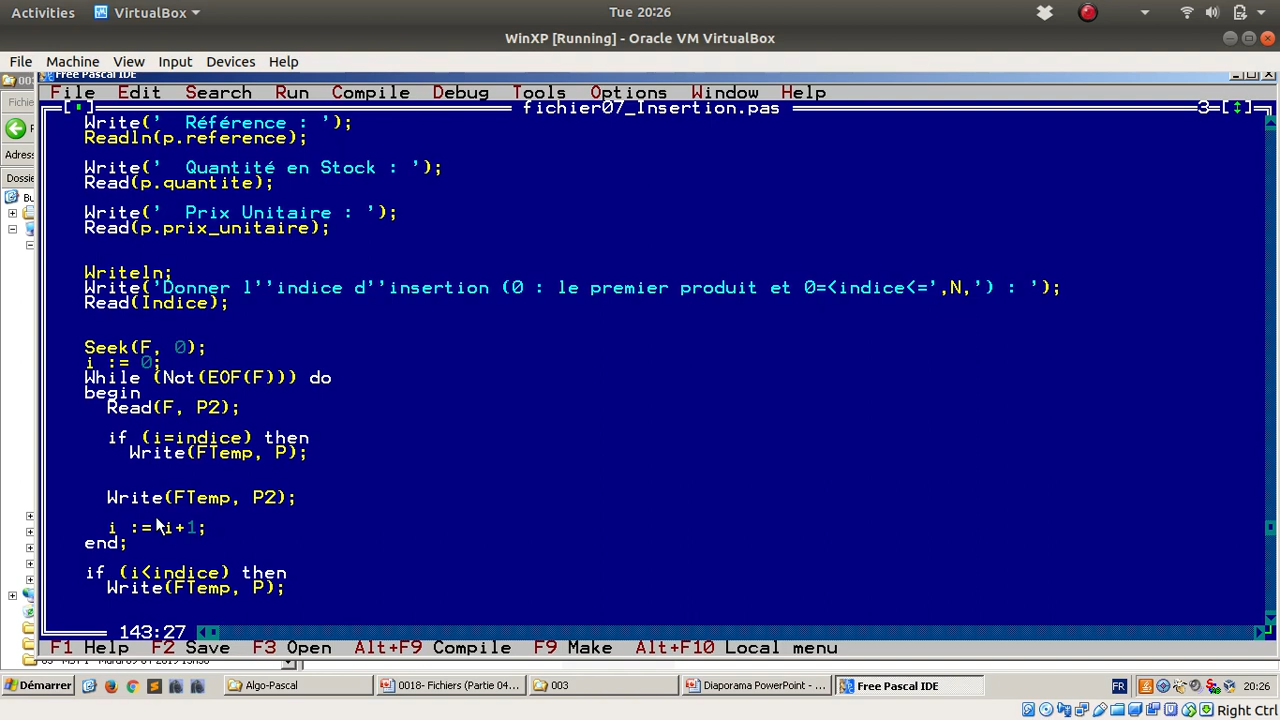 Activities VirtualBox Tue 20:26
WinXP [Running] - Oracle VM VirtualBox
File Machine View Input Devices Help
Free Pascal IDE
File Edit Search Run Compile Debug Tools Options Window Help
fichier07_Insertion.pas 3
Write('  Référence : ');
Readln(p.reference);
Write('  Quantité en Stock : ');
Read(p.quantite);
Write('  Prix Unitaire : ');
Read(p.prix_unitaire);
Writeln;
Write('Donner l''indice d''insertion (0 : le premier produit et 0=<indice<=',N,') : ');
Read(Indice);
Seek(F, 0);
i := 0;
While (Not(EOF(F))) do
begin
Read(F, P2);
if (i=indice) then
Write(FTemp, P);
Write(FTemp, P2);
i := i+1;
end;
if (i<indice) then
Write(FTemp, P);
143:27
F1 Help F2 Save F3 Open Alt+F9 Compile F9 Make Alt+F10 Local menu
Démarrer Algo-Pascal 0018- Fichiers (Partie 04... 003 Diaporama PowerPoint - ... Free Pascal IDE FR 20:26
Right Ctrl